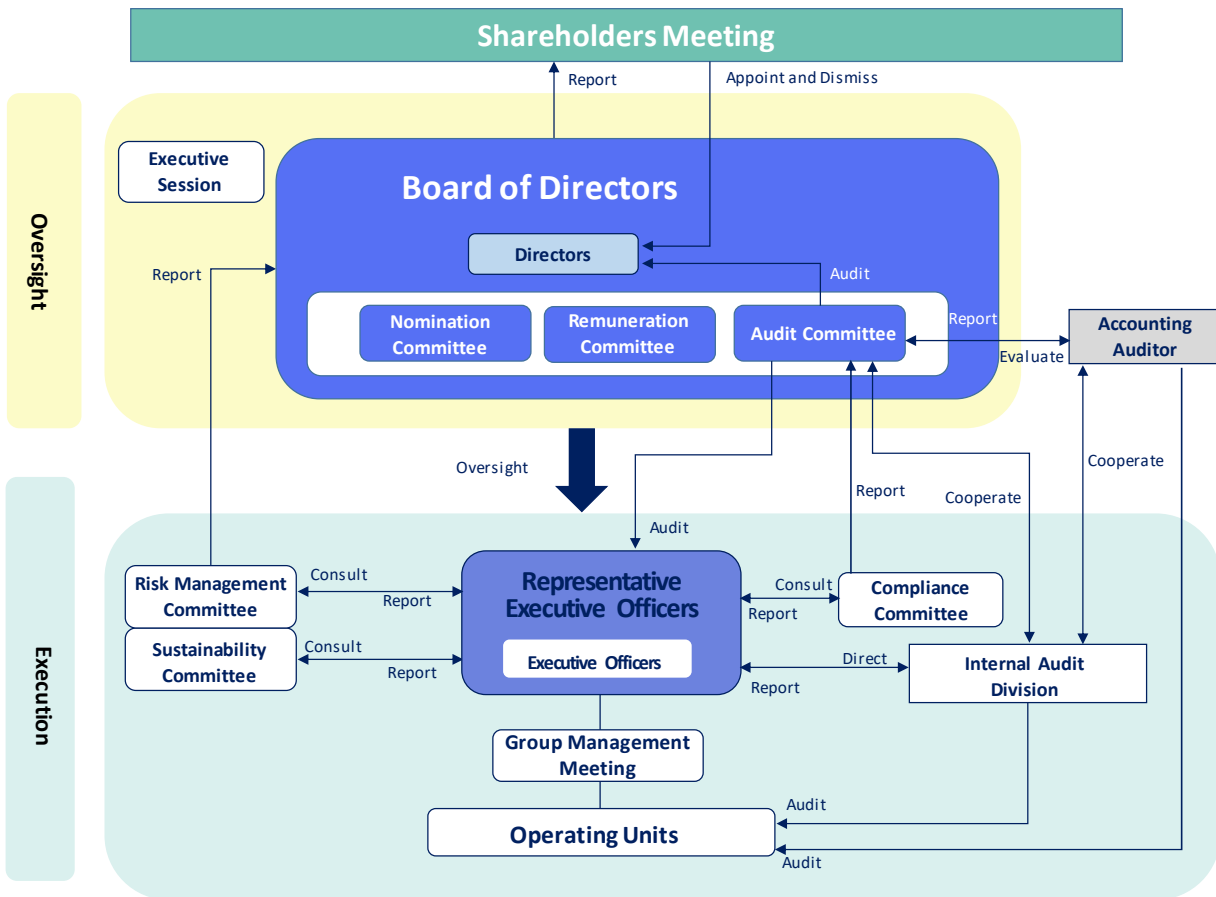 Shareholders Meeting
Report
Appoint and Dismiss
Oversight
Executive
Session
Board of Directors
Directors
Report
Audit
Nomination
Committee
Remuneration
Committee
Audit Committee
Report
Evaluate
Accounting
Auditor
Oversight
Cooperate
Report
Cooperate
Audit
Execution
Risk Management
Committee
Consult
Report
Representative
Executive Officers
Executive Officers
Consult
Report
Compliance
Committee
Sustainability
Committee
Consult
Report
Direct
Report
Internal Audit
Division
Group Management
Meeting
Audit
Operating Units
Audit